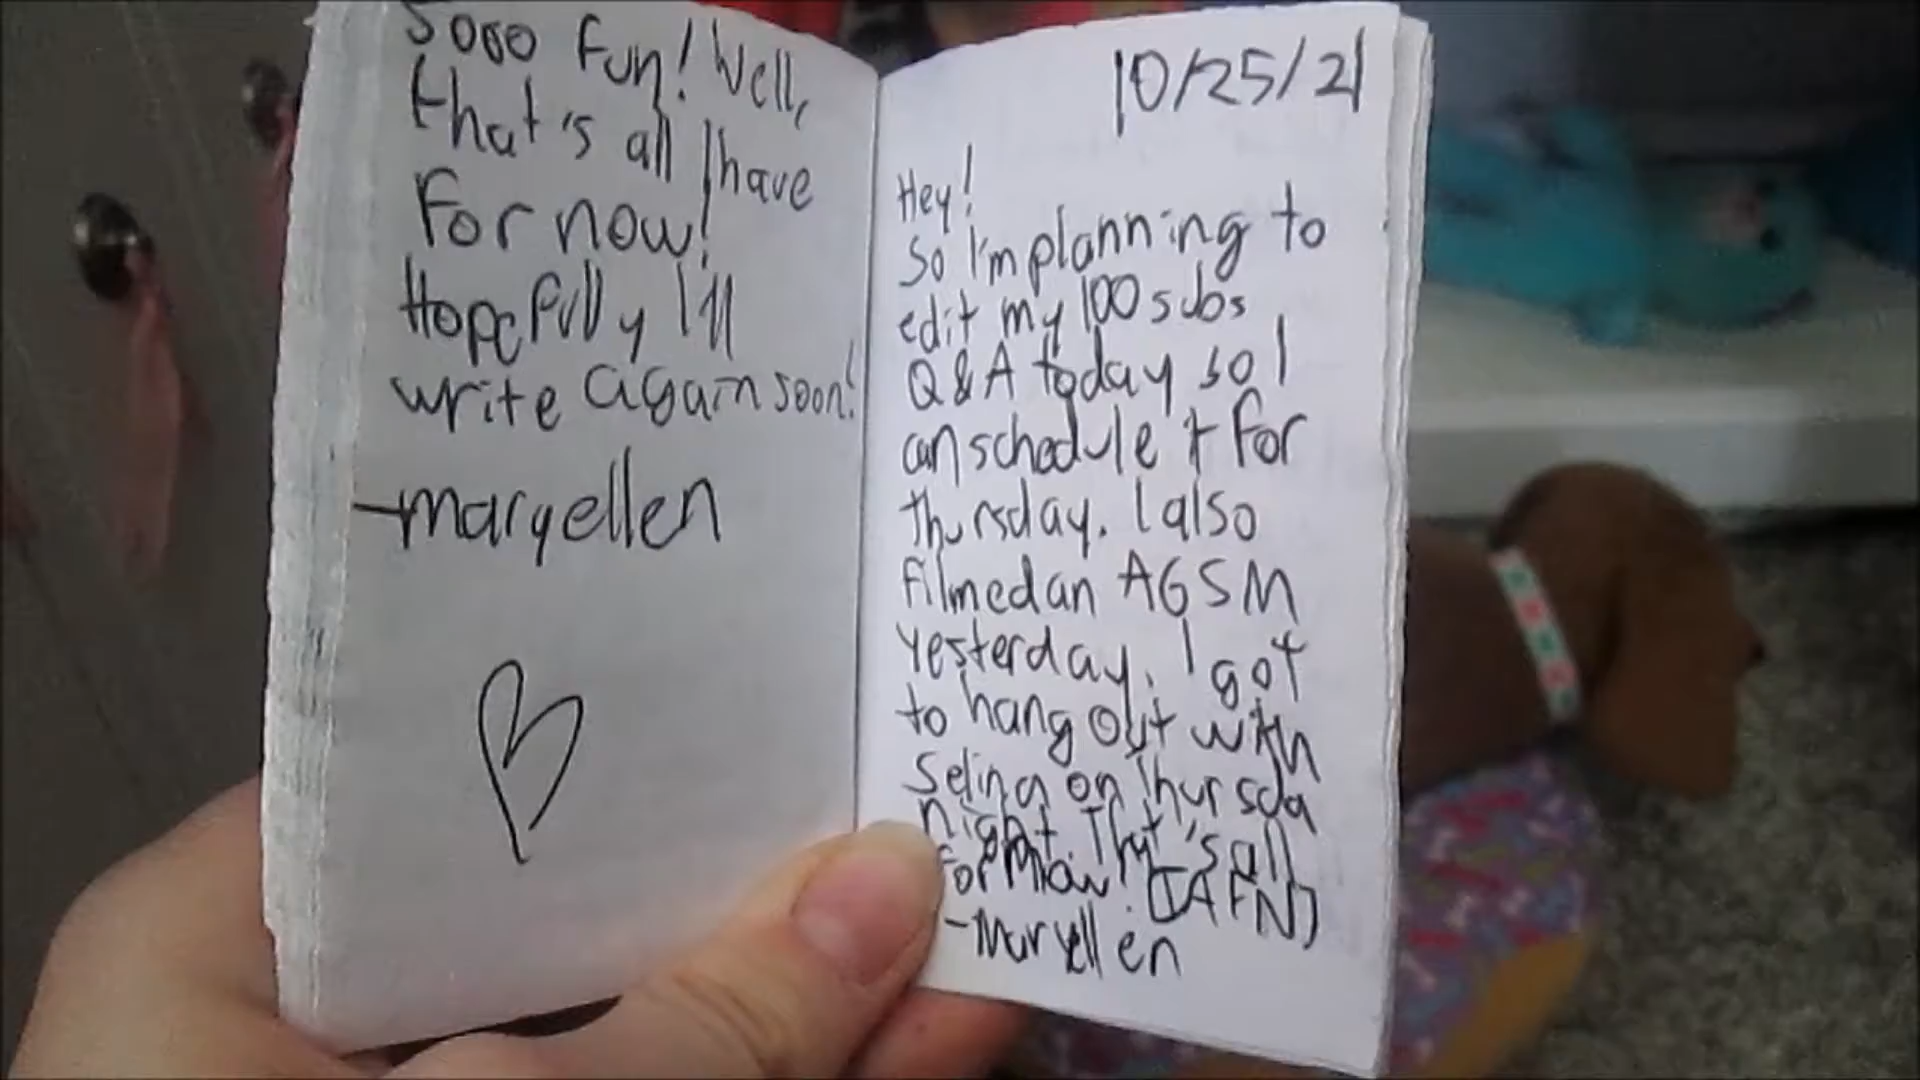 Sooo fun! Well,
that's all I have
for now!
Hopefully I'll
write again soon!
-maryellen
10/25/21
Hey!
So I'm planning to
edit my 100 subs
Q&A today so I
can schedule it for
Thursday. I also
filmed an AGSM
yesterday. I got
to hang out with
Selina on Thursda
night. That's all
for now! (TAFN)
-Maryellen